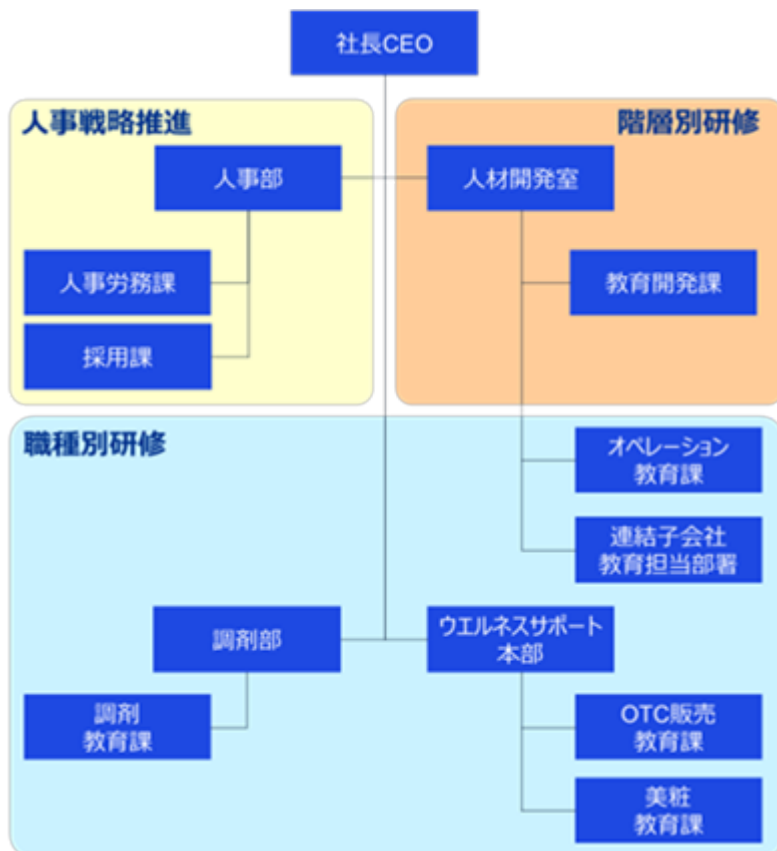 社長CEO
人事戦略推進
階層別研修
人事部
人材開発室
人事労務課
教育開発課
採用課
職種別研修
オペレーション
教育課
連結子会社
教育担当部署
調剤部
ウエルネスサポート
本部
調剤
教育課
OTC販売
教育課
美粧
教育課